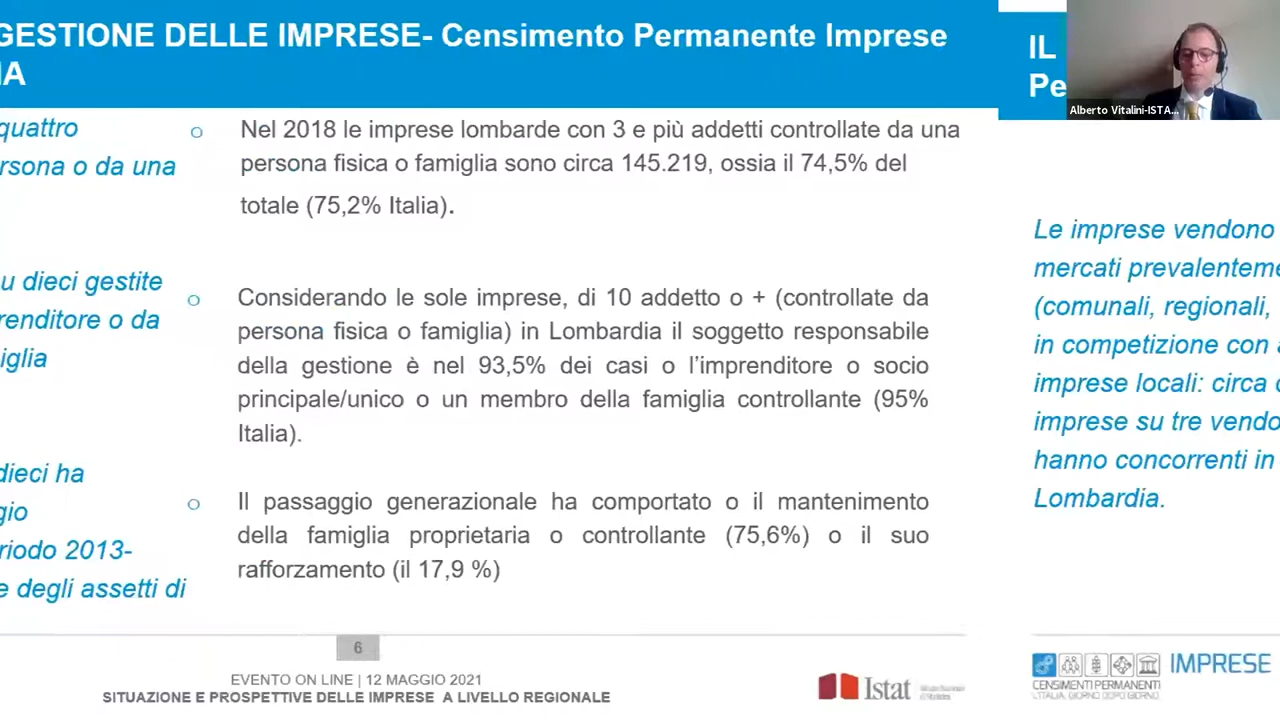 GESTIONE DELLE IMPRESE- Censimento Permanente Imprese
IA
quattro
rsona o da una
u dieci gestite
renditore o da
iglia
dieci ha
gio
riodo 2013-
e degli assetti di
Nel 2018 le imprese lombarde con 3 e più addetti controllate da una
persona fisica o famiglia sono circa 145.219, ossia il 74,5% del
totale (75,2% Italia).
Considerando le sole imprese, di 10 addetto o + (controllate da
persona fisica o famiglia) in Lombardia il soggetto responsabile
della gestione è nel 93,5% dei casi o l’imprenditore o socio
principale/unico o un membro della famiglia controllante (95%
Italia).
Il passaggio generazionale ha comportato o il mantenimento
della famiglia proprietaria o controllante (75,6%) o il suo
rafforzamento (il 17,9 %)
6
EVENTO ON LINE | 12 MAGGIO 2021
SITUAZIONE E PROSPETTIVE DELLE IMPRESE A LIVELLO REGIONALE
Istat
IL
Pe
Alberto Vitalini-ISTA...
Le imprese vendono
mercati prevalenteme
(comunali, regionali,
in competizione con a
imprese locali: circa
imprese su tre vendo
hanno concorrenti in
Lombardia.
IMPRESE
CENSIMENTI PERMANENTI
L'ITALIA, GIORNO DOPO GIORNO